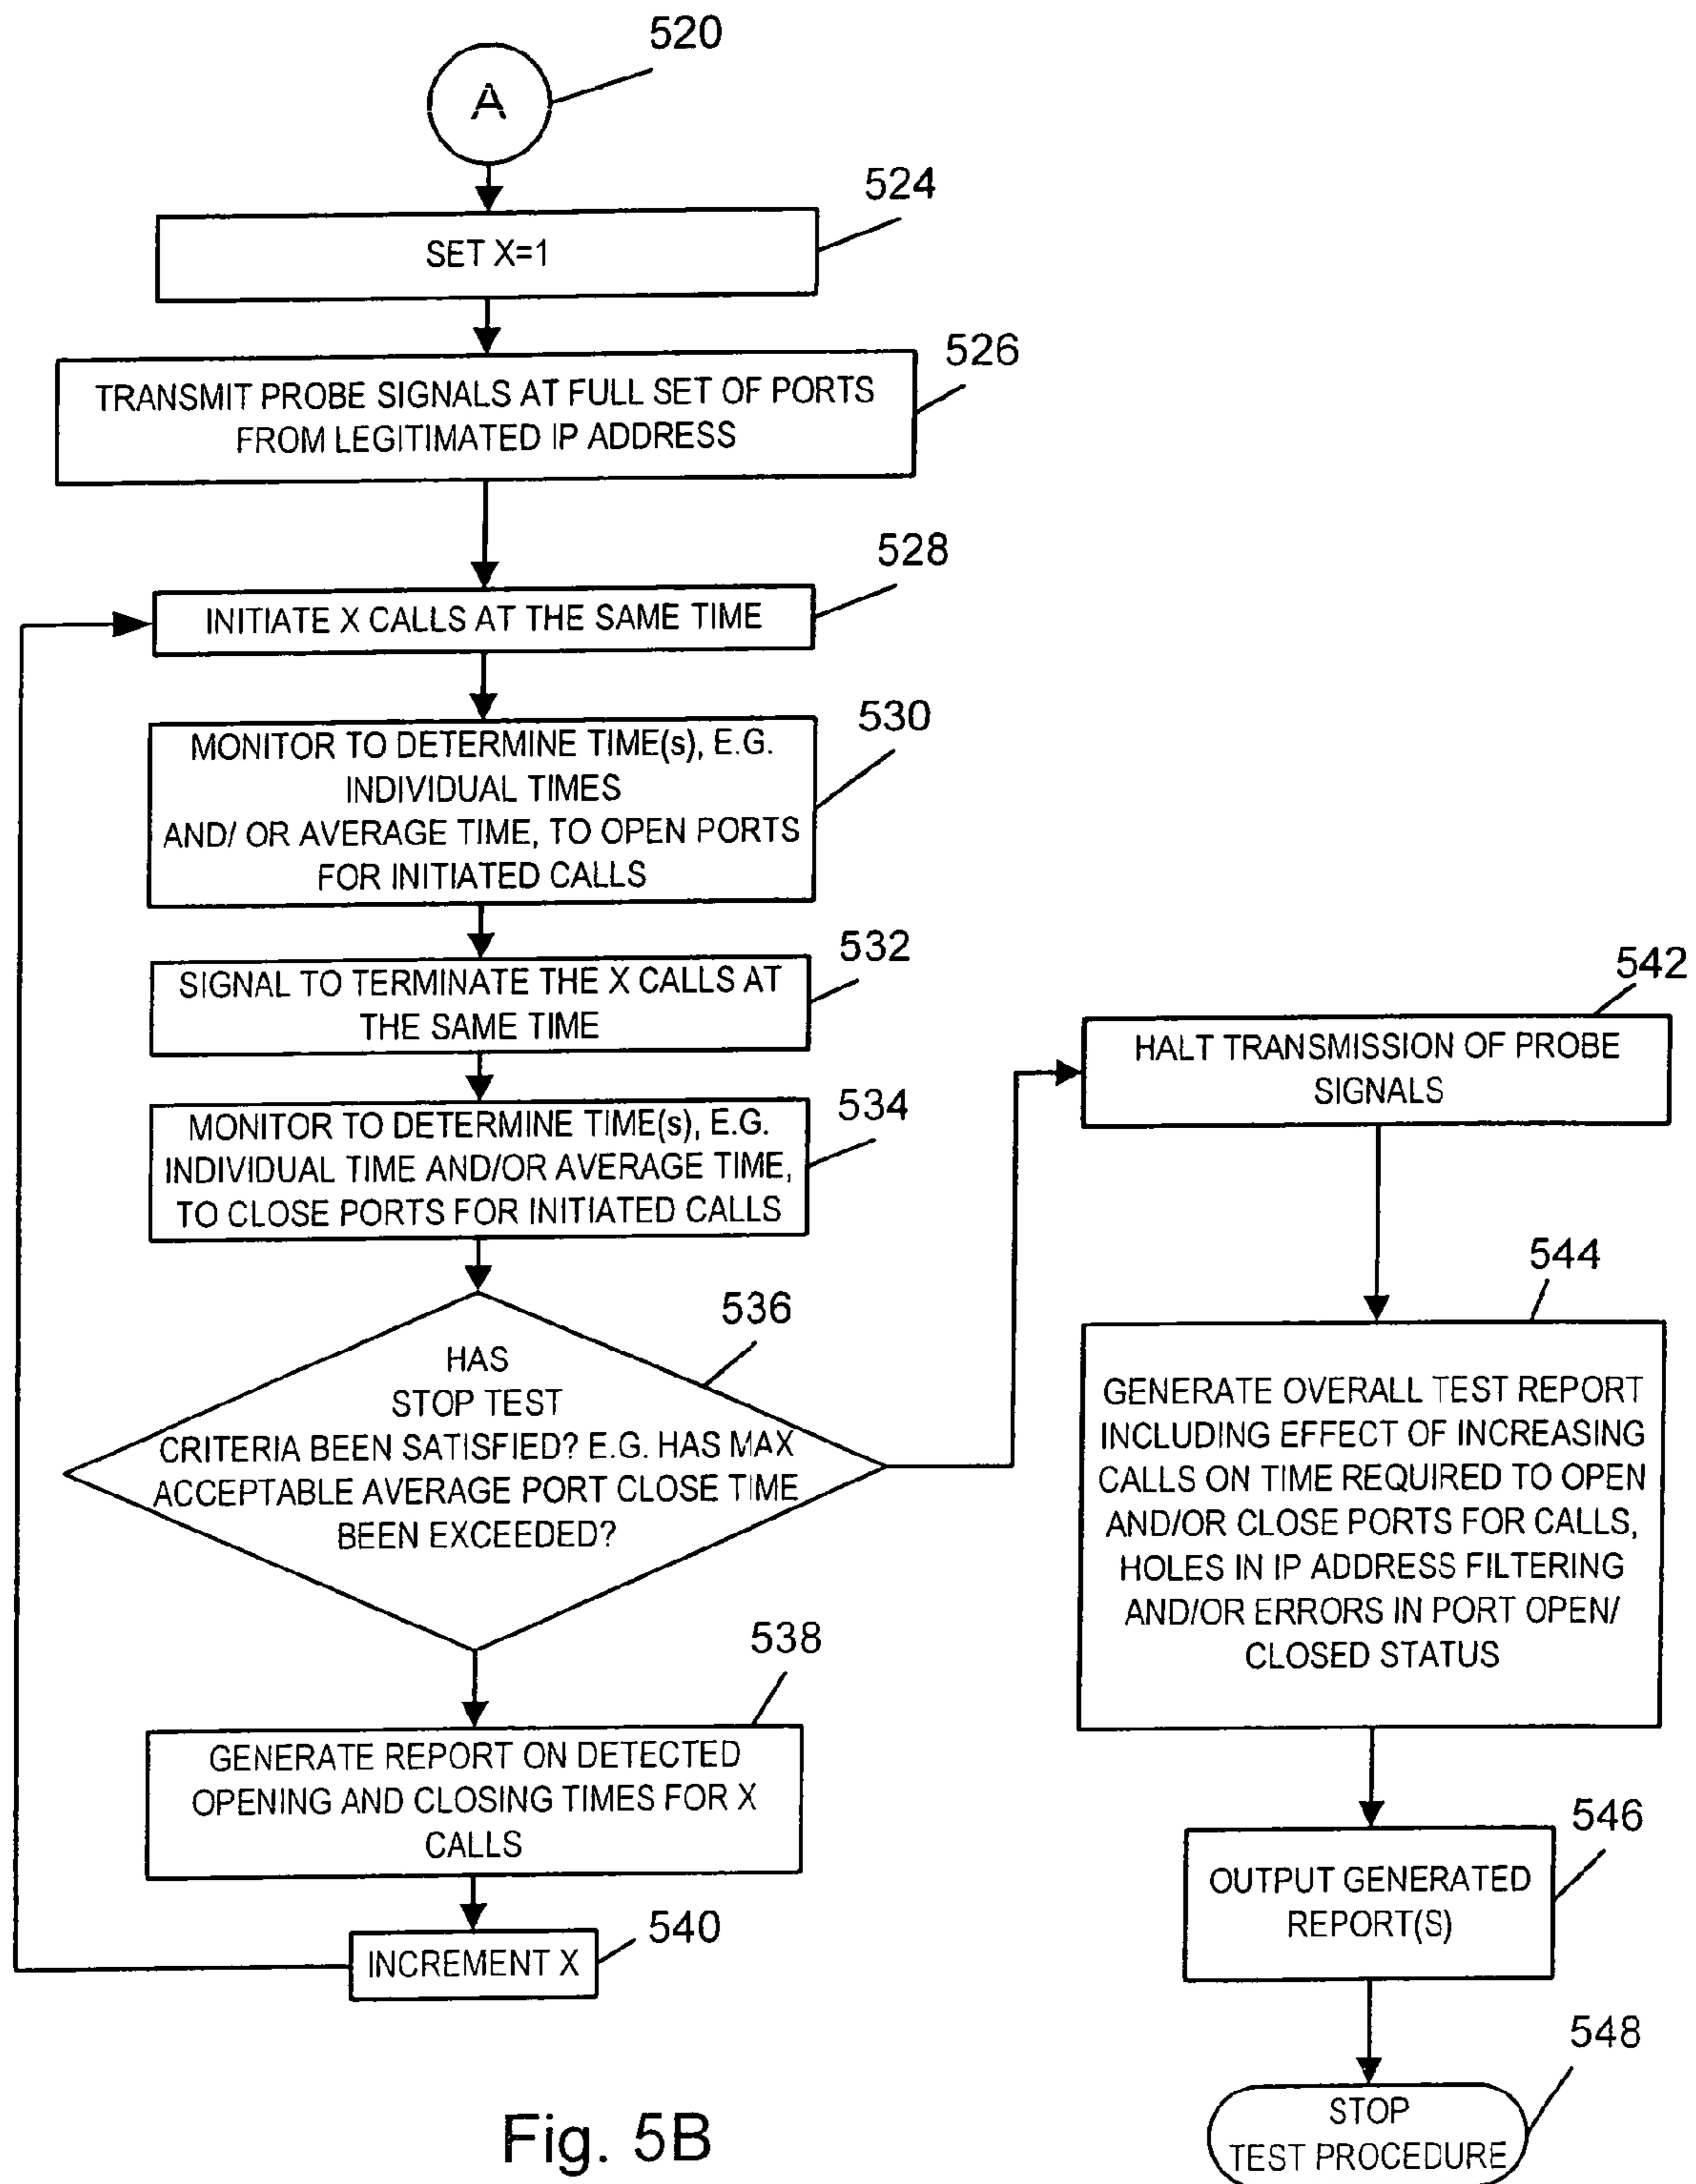 520
A
524
SET X=1
526
TRANSMIT PROBE SIGNALS AT FULL SET OF PORTS
FROM LEGITIMATED IP ADDRESS
528
INITIATE X CALLS AT THE SAME TIME
530
MONITOR TO DETERMINE TIME(s), E.G.
INDIVIDUAL TIMES
AND/ OR AVERAGE TIME, TO OPEN PORTS
FOR INITIATED CALLS
532
SIGNAL TO TERMINATE THE X CALLS AT
THE SAME TIME
534
MONITOR TO DETERMINE TIME(s), E.G.
INDIVIDUAL TIME AND/OR AVERAGE TIME,
TO CLOSE PORTS FOR INITIATED CALLS
536
HAS
STOP TEST
CRITERIA BEEN SATISFIED? E.G. HAS MAX
ACCEPTABLE AVERAGE PORT CLOSE TIME
BEEN EXCEEDED?
538
GENERATE REPORT ON DETECTED
OPENING AND CLOSING TIMES FOR X
CALLS
540
INCREMENT X
542
HALT TRANSMISSION OF PROBE
SIGNALS
544
GENERATE OVERALL TEST REPORT
INCLUDING EFFECT OF INCREASING
CALLS ON TIME REQUIRED TO OPEN
AND/OR CLOSE PORTS FOR CALLS,
HOLES IN IP ADDRESS FILTERING
AND/OR ERRORS IN PORT OPEN/
CLOSED STATUS
546
OUTPUT GENERATED
REPORT(S)
548
STOP
TEST PROCEDURE
Fig. 5B